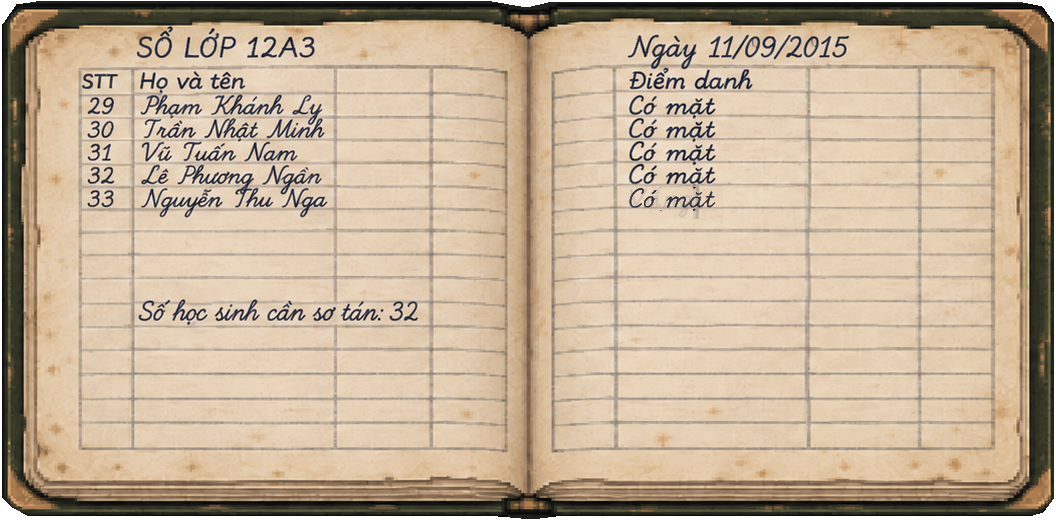 SỔ LỚP 12A3
STT Họ và tên
29 Phạm Khánh Ly
30 Trần Nhật Minh
31 Vũ Tuấn Nam
32 Lê Phương Ngân
33 Nguyễn Thu Nga
Số học sinh cần sơ tán: 32
Ngày 11/09/2015
Điểm danh
Có mặt
Có mặt
Có mặt
Có mặt
Có mặt